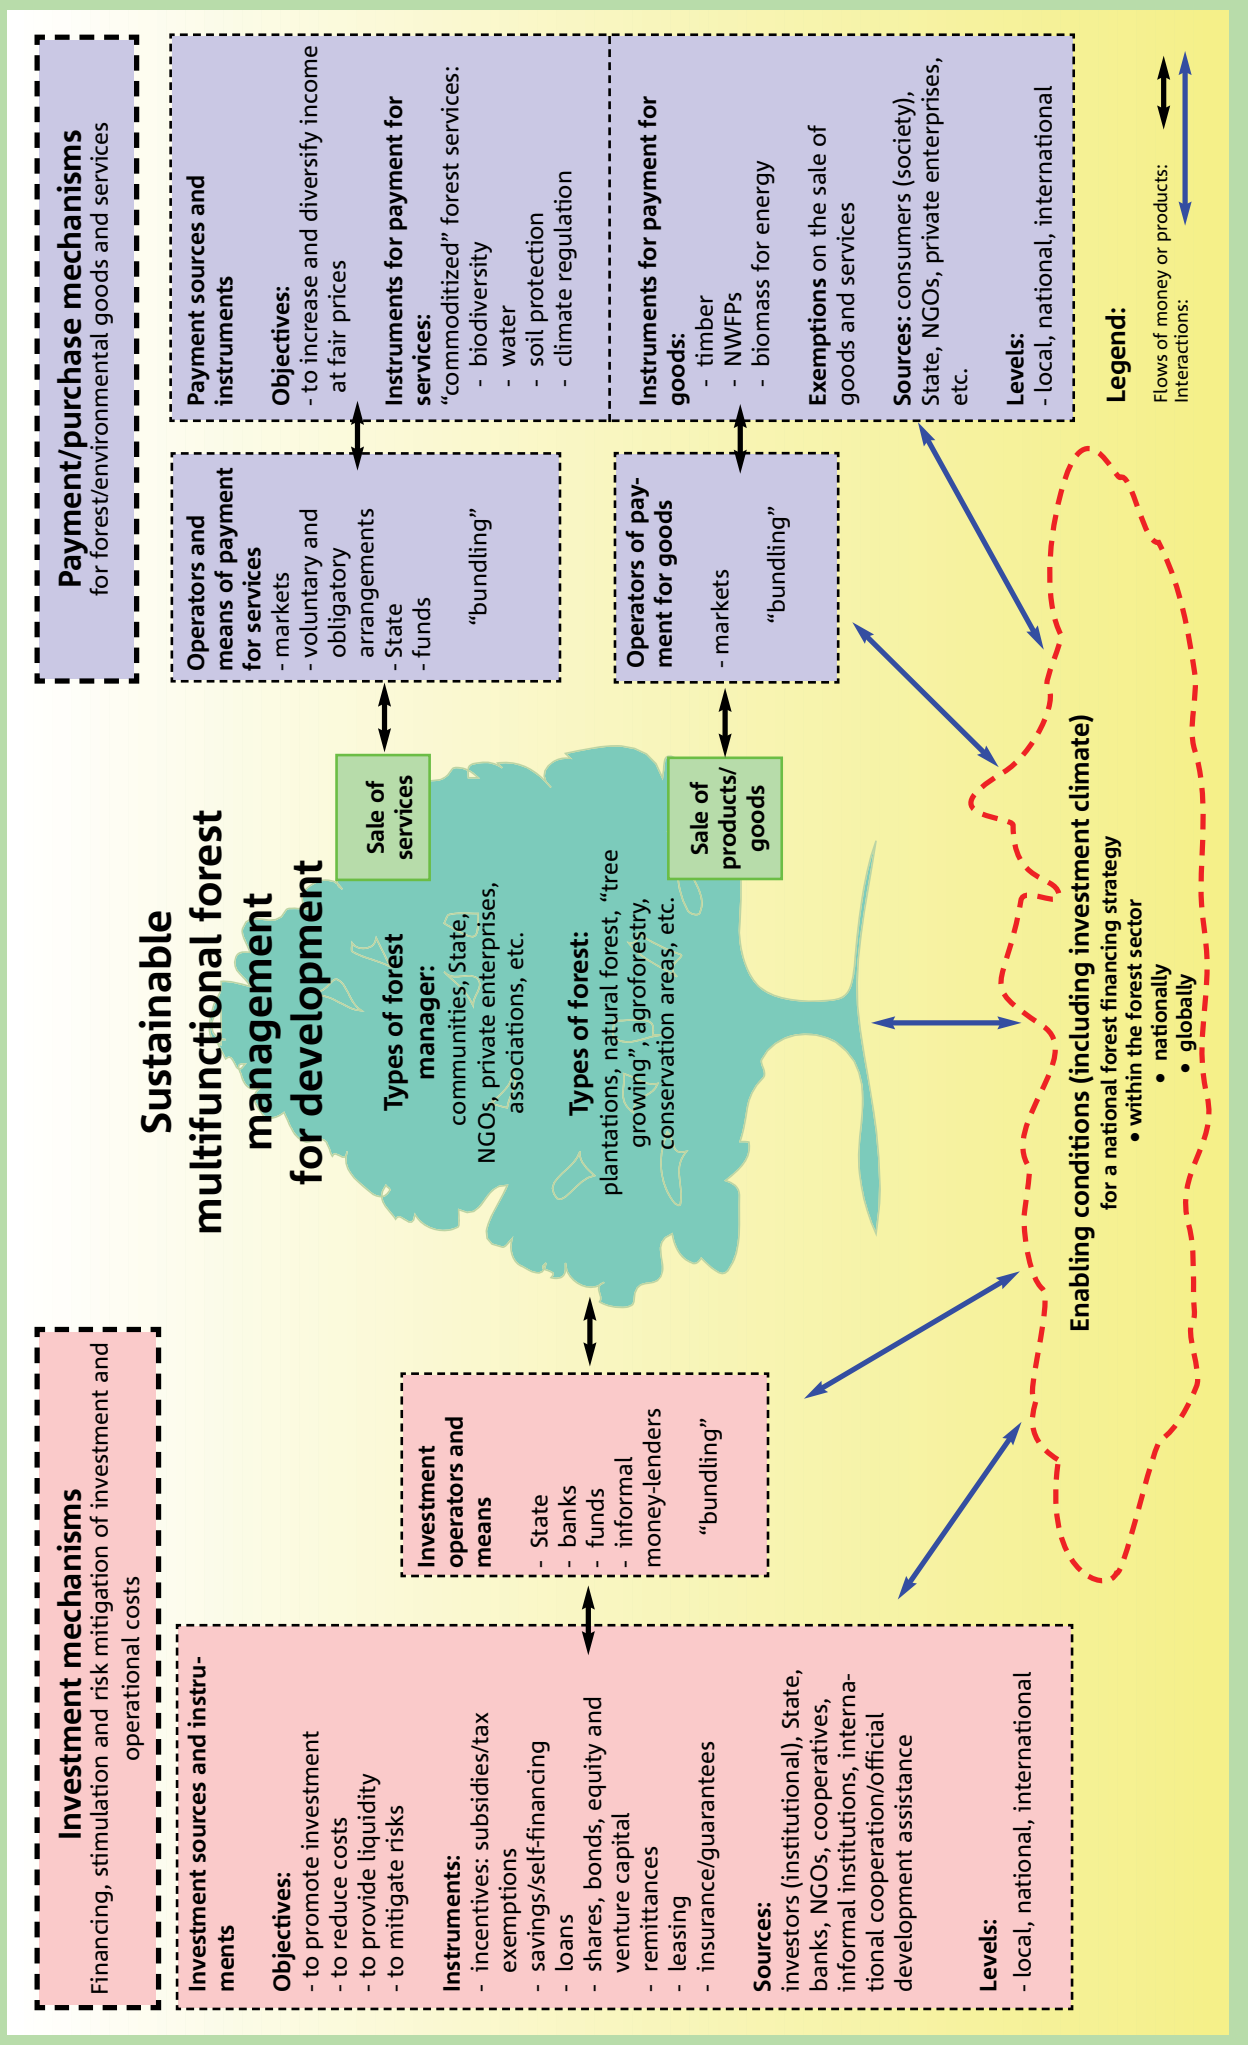 Investment mechanisms
Financing, stimulation and risk mitigation of investment and
operational costs
Investment sources and instru-
ments
Objectives:
- to promote investment
- to reduce costs
- to provide liquidity
- to mitigate risks
Instruments:
- incentives: subsidies/tax
exemptions
- savings/self-financing
- loans
- shares, bonds, equity and
venture capital
- remittances
- leasing
- insurance/guarantees
Sources:
investors (institutional), State,
banks, NGOs, cooperatives,
informal institutions, interna-
tional cooperation/official
development assistance
Levels:
- local, national, international
Investment
operators and
means
- State
- banks
- funds
- informal
money-lenders
“bundling”
Sustainable
multifunctional forest
management
for development
Types of forest
manager:
communities, State,
NGOs, private enterprises,
associations, etc.
Types of forest:
plantations, natural forest, “tree
growing”, agroforestry,
conservation areas, etc.
Sale of
services
Sale of
products/
goods
Payment/purchase mechanisms
for forest/environmental goods and services
Operators and
means of payment
for services
- markets
- voluntary and
obligatory
arrangements
- State
- funds
“bundling”
Operators of pay-
ment for goods
- markets
“bundling”
Payment sources and
instruments
Objectives:
- to increase and diversify income
at fair prices
Instruments for payment for
services:
“commoditized” forest services:
- biodiversity
- water
- soil protection
- climate regulation
Instruments for payment for
goods:
- timber
- NWFPs
- biomass for energy
Exemptions on the sale of
goods and services
Sources: consumers (society),
State, NGOs, private enterprises,
etc.
Levels:
- local, national, international
Enabling conditions (including investment climate)
for a national forest financing strategy
• within the forest sector
• nationally
• globally
Legend:
Flows of money or products:
Interactions: